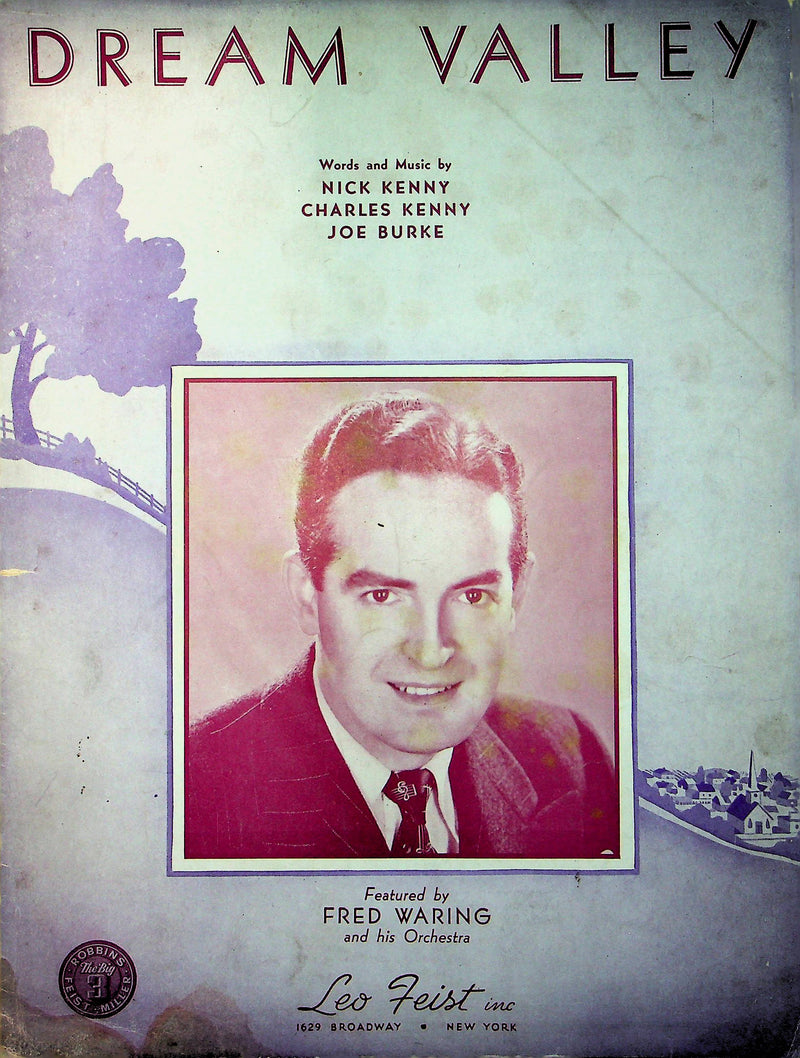 DREAM VALLEY
Words and Music by
NICK KENNY
CHARLES KENNY
JOE BURKE
Featured by
FRED WARING
and his Orchestra
ROBBINS
The Big
3
FEIST · MILLER
Leo Feist inc
1629 BROADWAY • NEW YORK